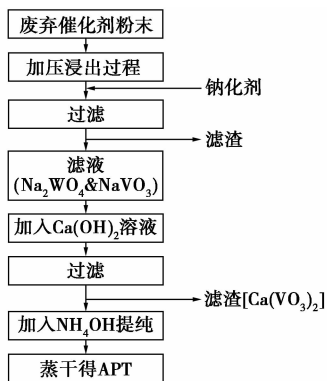 废弃催化剂粉末
加压浸出过程
钠化剂
过滤
滤渣
滤液
(Na₂WO₄&NaVO₃)
加入Ca(OH)₂溶液
过滤
滤渣[Ca(VO₃)₂]
加入NH₄OH提纯
蒸干得APT